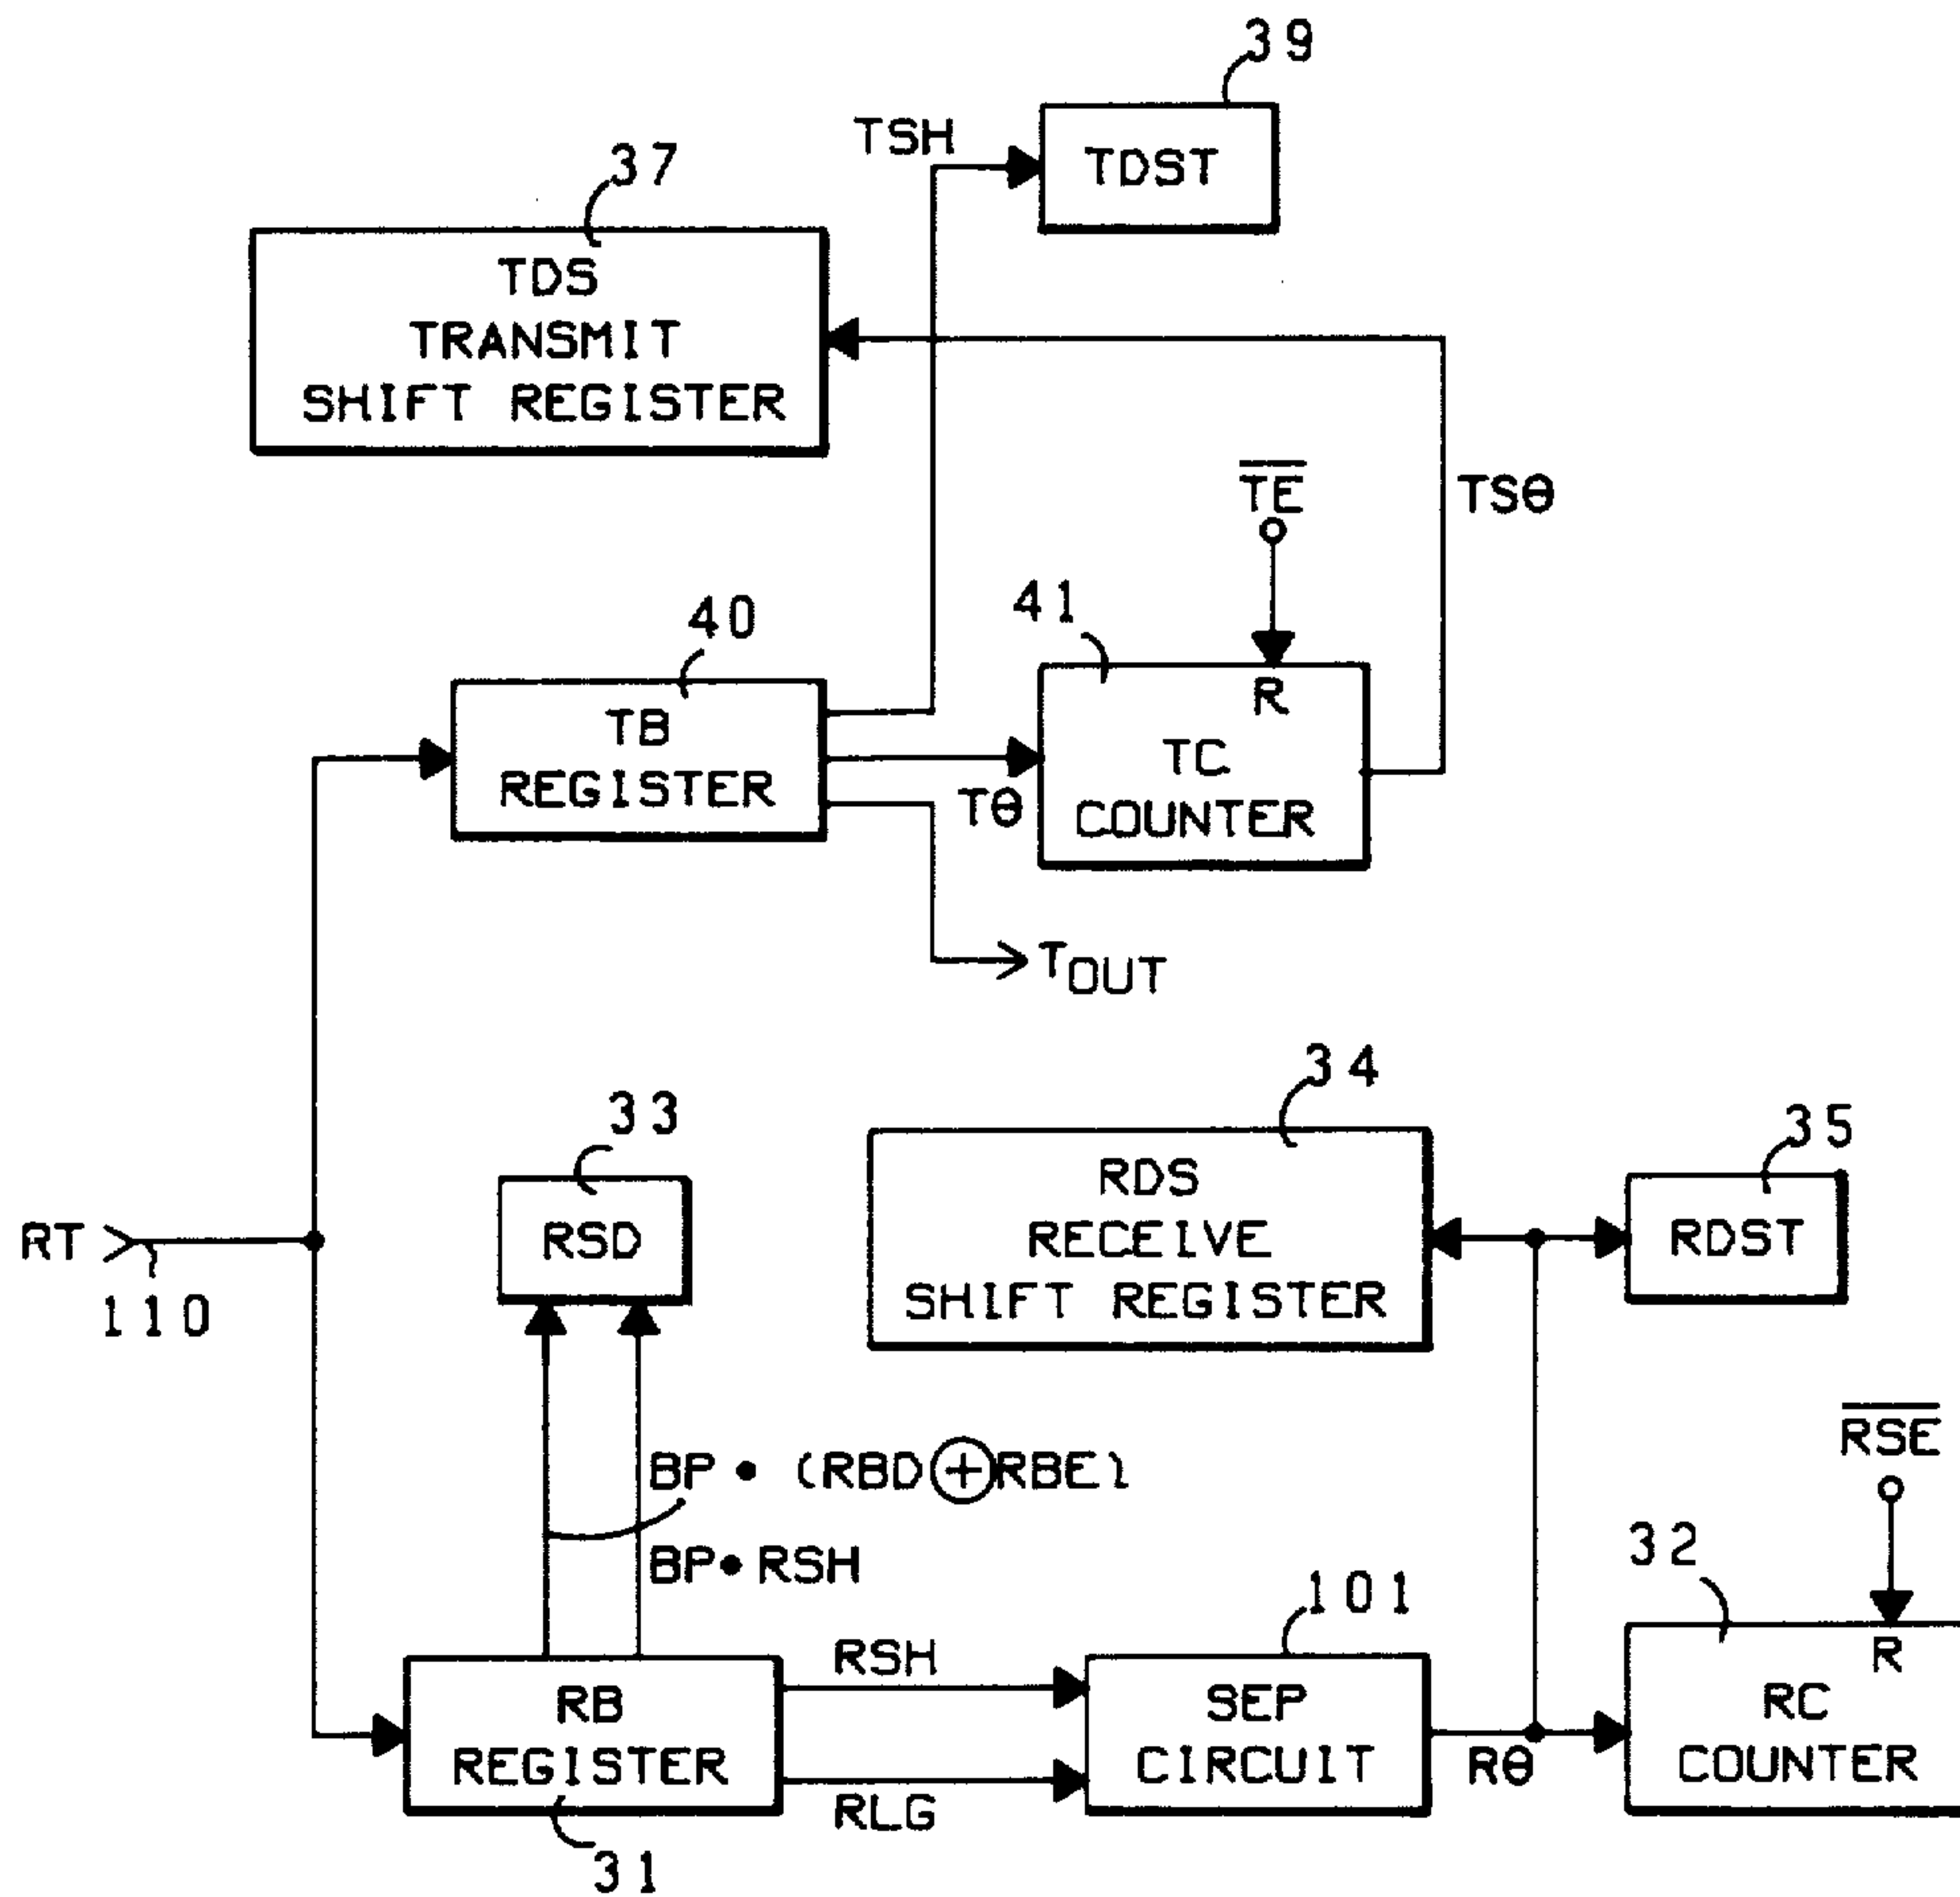 39
TSH
TDST
37
TDS
TRANSMIT
SHIFT REGISTER
TE
TSθ
41
40
R
TB
REGISTER
TC
COUNTER
Tθ
TOUT
34
33
35
RDS
RECEIVE
SHIFT REGISTER
RSD
RDST
RT
110
RSE
BP • (RBD⊕RBE)
32
BP•RSH
101
RSH
R
RB
REGISTER
SEP
CIRCUIT
RC
COUNTER
Rθ
RLG
31